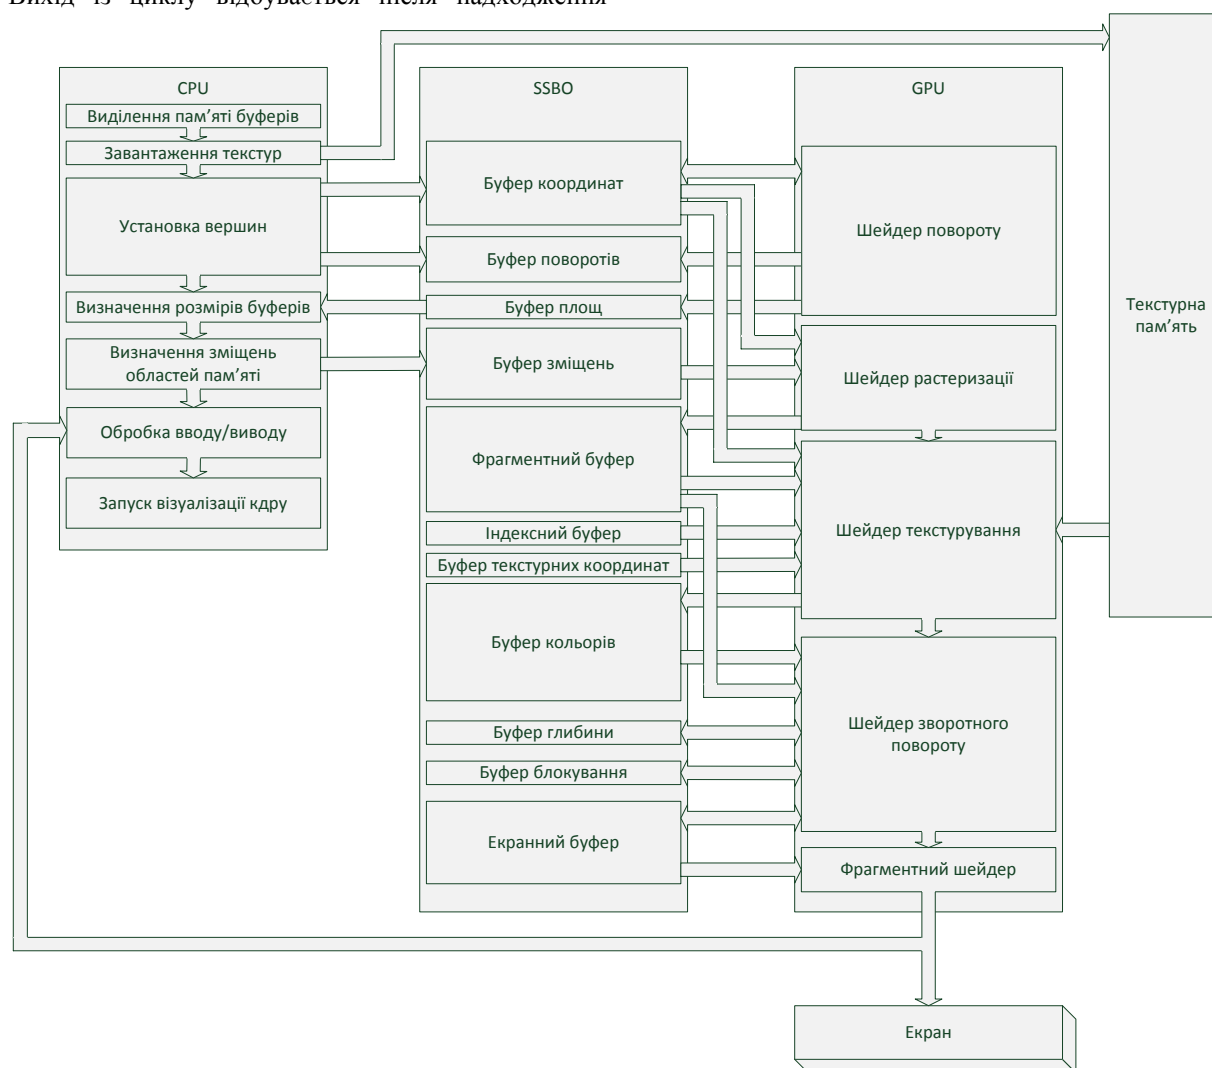 Вихід із циклу відбувається після надходження
CPU
Виділення пам’яті буферів
Завантаження текстур
Установка вершин
Визначення розмірів буферів
Визначення зміщень
областей пам’яті
Обробка вводу/виводу
Запуск візуалізації кдру
SSBO
Буфер координат
Буфер поворотів
Буфер площ
Буфер зміщень
Фрагментний буфер
Індексний буфер
Буфер текстурних координат
Буфер кольорів
Буфер глибини
Буфер блокування
Екранний буфер
GPU
Шейдер повороту
Шейдер растеризації
Шейдер текстурування
Шейдер зворотного
повороту
Фрагментний шейдер
Текстурна
пам’ять
Екран